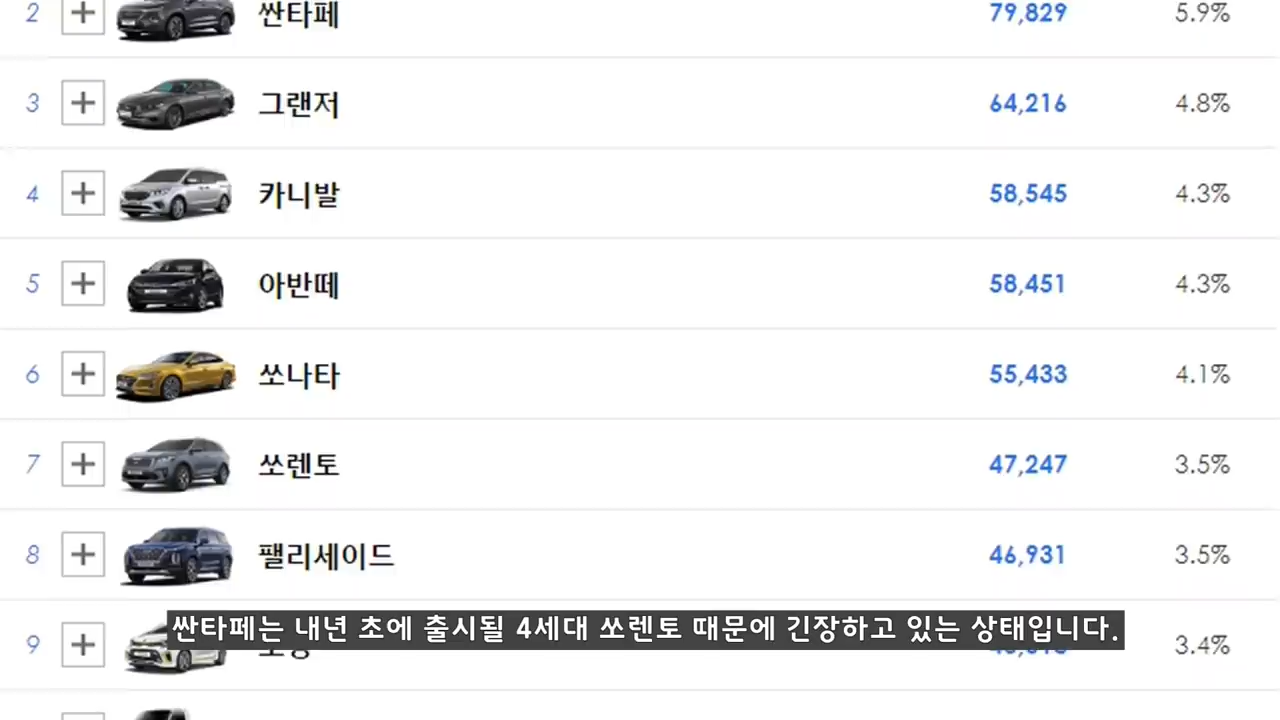 2 싼타페 79,829 5.9%
3 그랜저 64,216 4.8%
4 카니발 58,545 4.3%
5 아반떼 58,451 4.3%
6 쏘나타 55,433 4.1%
7 쏘렌토 47,247 3.5%
8 팰리세이드 46,931 3.5%
9 3.4%
싼타페는 내년 초에 출시될 4세대 쏘렌토 때문에 긴장하고 있는 상태입니다.